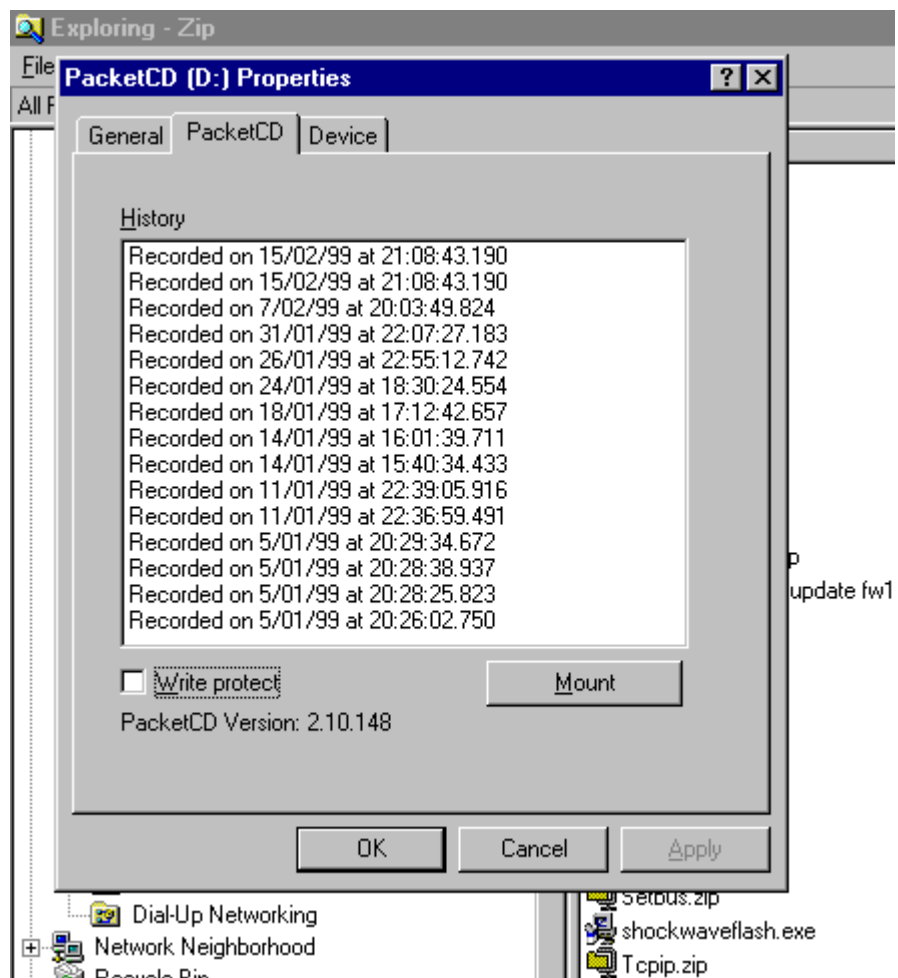 Exploring - Zip
File
PacketCD (D:) Properties
All F
General PacketCD Device
History
Recorded on 15/02/99 at 21:08:43.190
Recorded on 15/02/99 at 21:08:43.190
Recorded on 7/02/99 at 20:03:49.824
Recorded on 31/01/99 at 22:07:27.183
Recorded on 26/01/99 at 22:55:12.742
Recorded on 24/01/99 at 18:30:24.554
Recorded on 18/01/99 at 17:12:42.657
Recorded on 14/01/99 at 16:01:39.711
Recorded on 14/01/99 at 15:40:34.433
Recorded on 11/01/99 at 22:39:05.916
Recorded on 11/01/99 at 22:36:59.491
Recorded on 5/01/99 at 20:29:34.672
Recorded on 5/01/99 at 20:28:38.937
Recorded on 5/01/99 at 20:28:25.823
Recorded on 5/01/99 at 20:26:02.750
p
update fw1
Write protect Mount
PacketCD Version: 2.10.148
OK Cancel Apply
Setbus.zip
Dial-Up Networking
shockwaveflash.exe
Network Neighborhood
Tcpip.zip
Recycle Bin